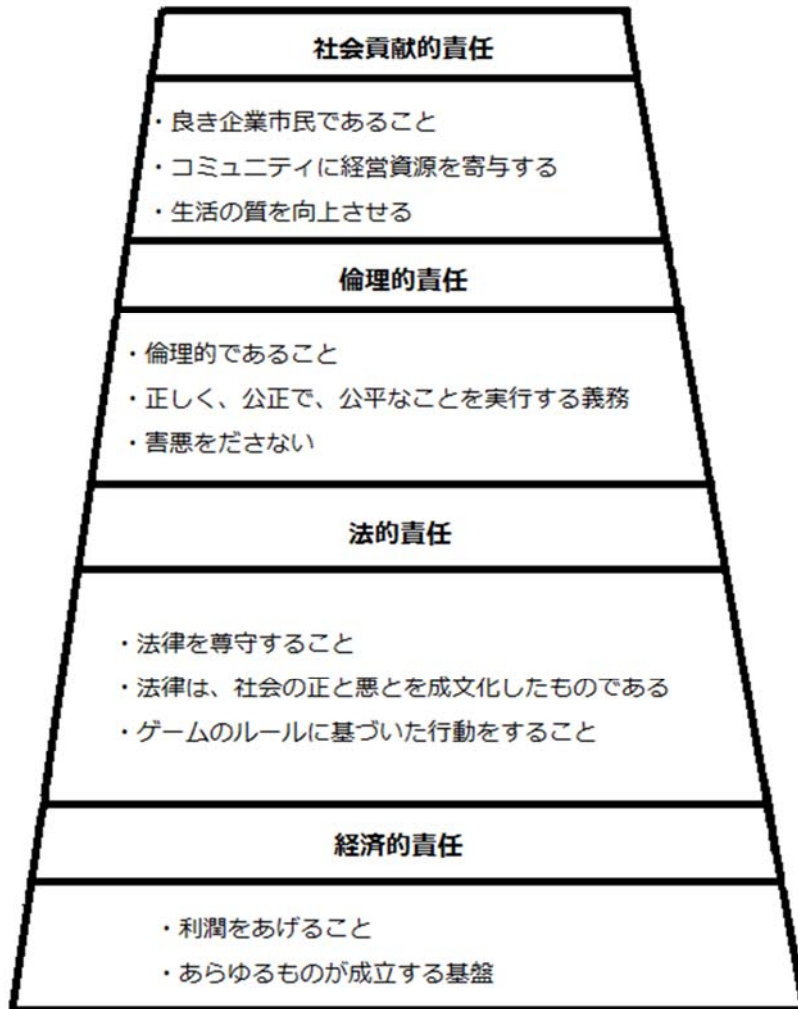 社会貢献的責任
・良き企業市民であること
・コミュニティに経営資源を寄与する
・生活の質を向上させる
倫理的責任
・倫理的であること
・正しく、公正で、公平なことを実行する義務
・害悪をださない
法的責任
・法律を尊守すること
・法律は、社会の正と悪とを成文化したものである
・ゲームのルールに基づいた行動をすること
経済的責任
・利潤をあげること
・あらゆるものが成立する基盤